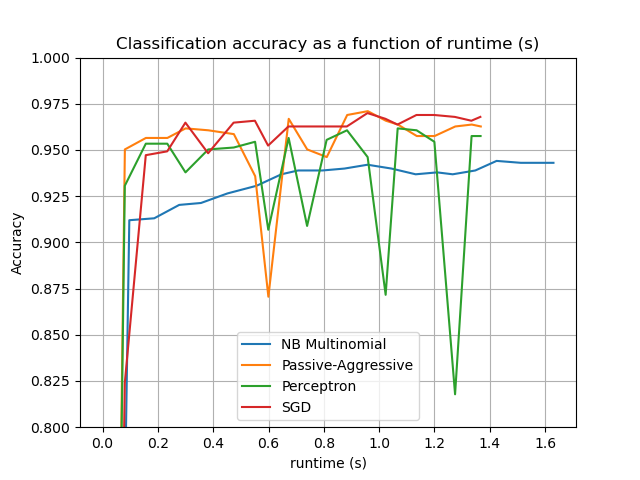 Classification accuracy as a function of runtime (s)
1.000
0.975
0.950
0.925
0.900
0.875
0.850
0.825
0.800
Accuracy
NB Multinomial
Passive-Aggressive
Perceptron
SGD
0.0 0.2 0.4 0.6 0.8 1.0 1.2 1.4 1.6
runtime (s)